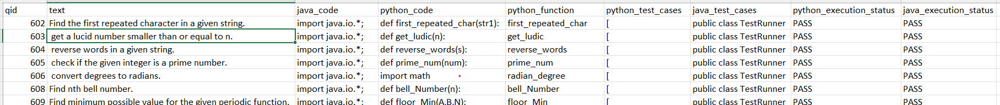 qid text java_code python_code python_function python_test_cases java_test_cases python_execution_status java_execution_status
602 Find the first repeated character in a given string. import java.io.*; def first_repeated_char(str1): first_repeated_char [ public class TestRunner PASS PASS
603 get a lucid number smaller than or equal to n. import java.io.*; def get_ludic(n): get_ludic [ public class TestRunner PASS PASS
604 reverse words in a given string. import java.io.*; def reverse_words(s): reverse_words [ public class TestRunner PASS PASS
605 check if the given integer is a prime number. import java.io.*; def prime_num(num): prime_num [ public class TestRunner PASS PASS
606 convert degrees to radians. import java.io.*; import math radian_degree [ public class TestRunner PASS PASS
608 Find nth bell number. import java.io.*; def bell_Number(n): bell_Number [ public class TestRunner PASS PASS
609 Find minimum possible value for the given periodic function. import java.io.*; def floor_Min(A,B,N): floor_Min [ public class TestRunner PASS PASS